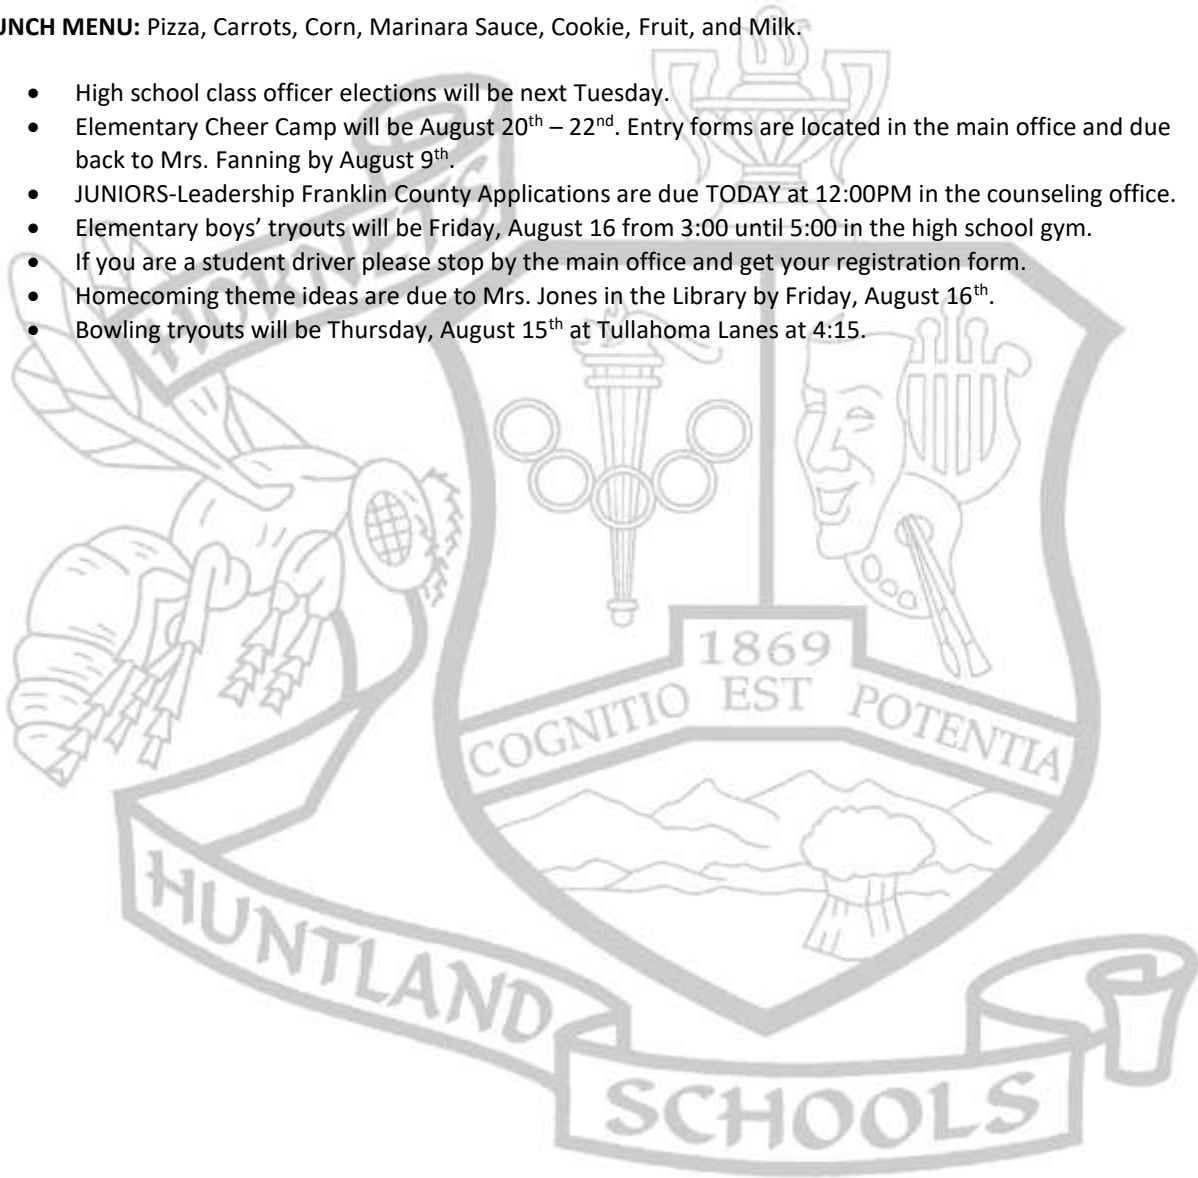 UNCH MENU: Pizza, Carrots, Corn, Marinara Sauce, Cookie, Fruit, and Milk.
• High school class officer elections will be next Tuesday.
• Elementary Cheer Camp will be August 20th – 22nd. Entry forms are located in the main office and due
back to Mrs. Fanning by August 9th.
• JUNIORS-Leadership Franklin County Applications are due TODAY at 12:00PM in the counseling office.
• Elementary boys' tryouts will be Friday, August 16 from 3:00 until 5:00 in the high school gym.
• If you are a student driver please stop by the main office and get your registration form.
• Homecoming theme ideas are due to Mrs. Jones in the Library by Friday, August 16th.
• Bowling tryouts will be Thursday, August 15th at Tullahoma Lanes at 4:15.
HORNETS
1869
COGNITIO EST POTENTIA
HUNTLAND
SCHOOLS